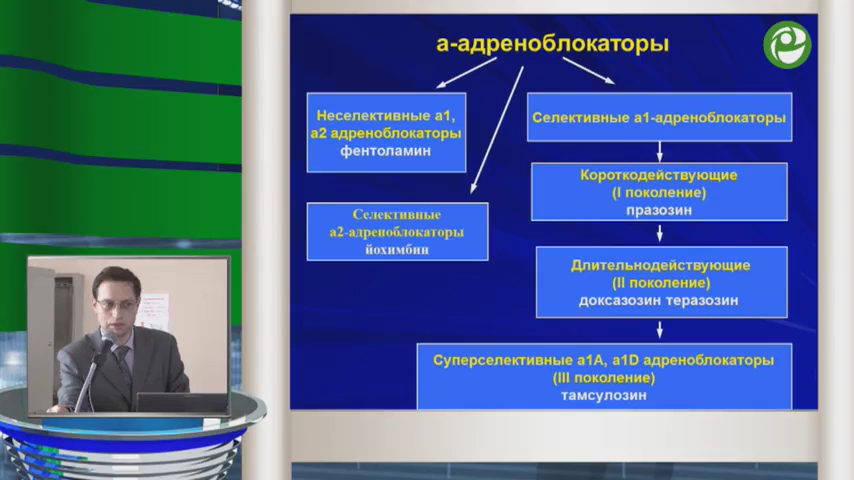 а-адреноблокаторы
Неселективные а1,
а2 адреноблокаторы
фентоламин
Селективные
а2-адреноблокаторы
йохимбин
Селективные а1-адреноблокаторы
Короткодействующие
(I поколение)
празозин
Длительнодействующие
(II поколение)
доксазозин теразозин
Суперселективные а1A, а1D адреноблокаторы
(III поколение)
тамсулозин